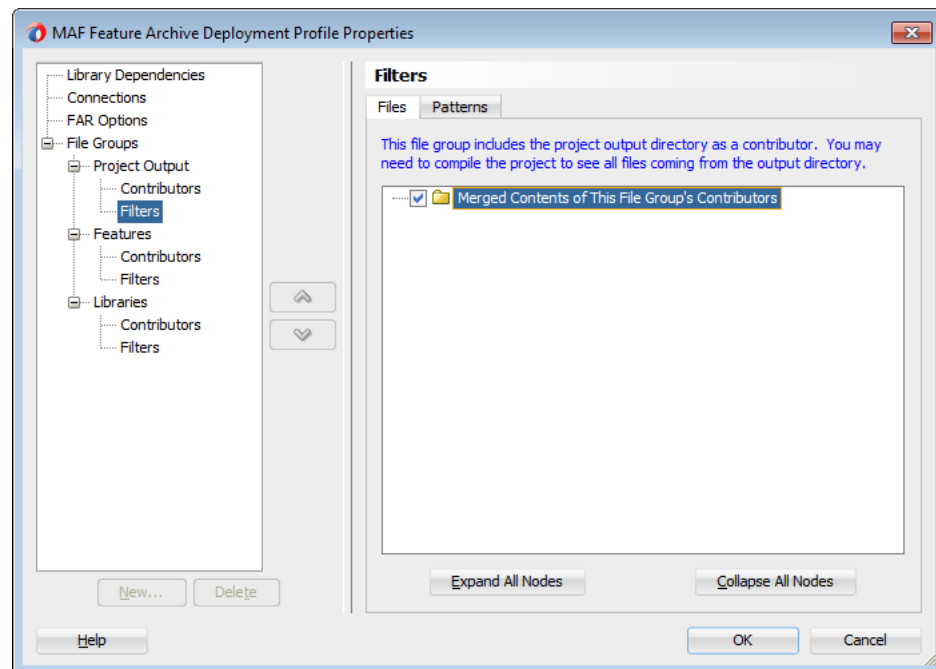 MAF Feature Archive Deployment Profile Properties
Library Dependencies
Connections
FAR Options
File Groups
Project Output
Contributors
Filters
Features
Contributors
Filters
Libraries
Contributors
Filters
New...
Delete
Filters
Files
Patterns
This file group includes the project output directory as a contributor. You may
need to compile the project to see all files coming from the output directory.
Merged Contents of This File Group's Contributors
Expand All Nodes
Collapse All Nodes
Help
OK
Cancel